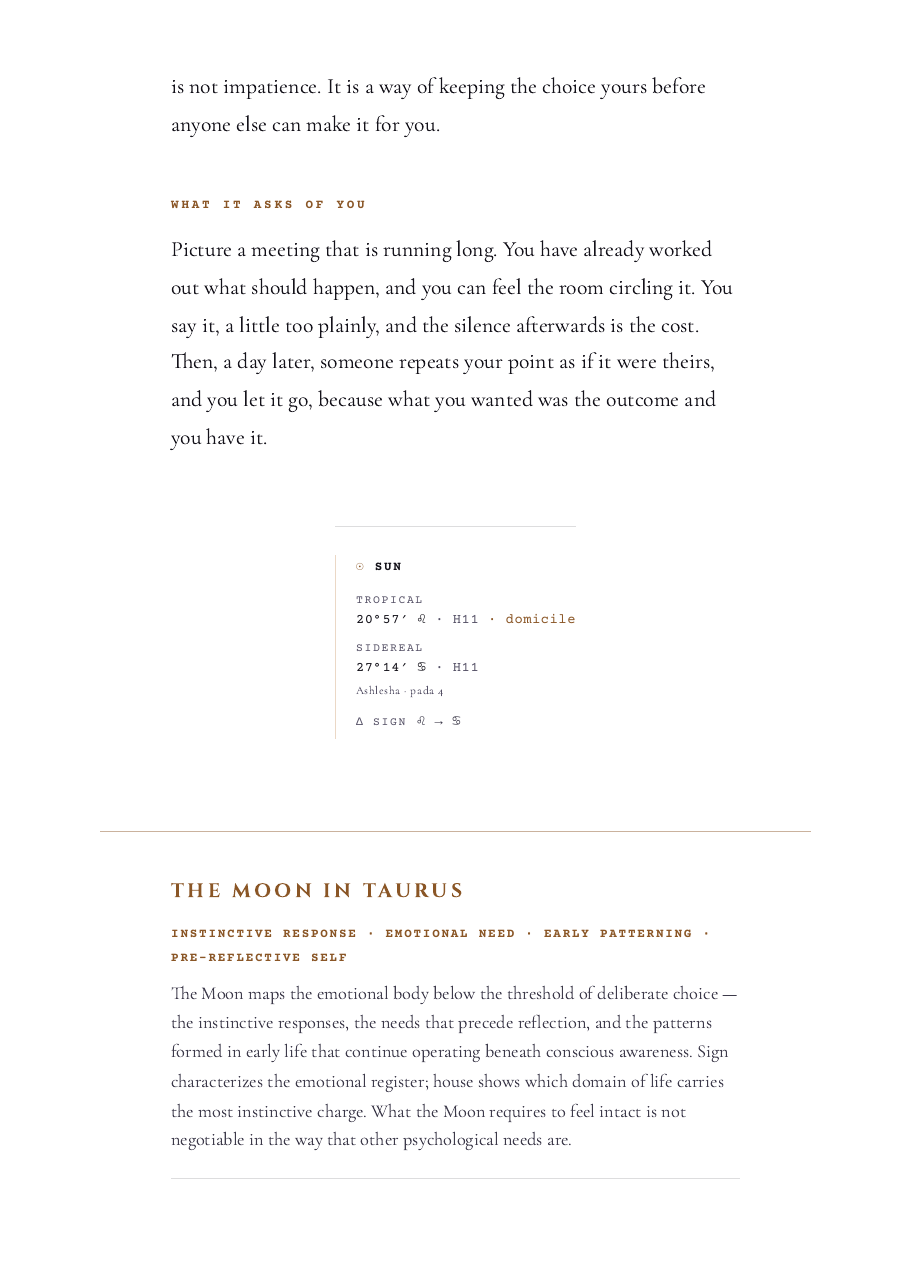 is not impatience. It is a way of keeping the choice yours before
anyone else can make it for you.
WHAT IT ASKS OF YOU
Picture a meeting that is running long. You have already worked
out what should happen, and you can feel the room circling it. You
say it, a little too plainly, and the silence afterwards is the cost.
Then, a day later, someone repeats your point as if it were theirs,
and you let it go, because what you wanted was the outcome and
you have it.
☉ SUN
TROPICAL
20°57′ ♌ · H11 · domicile
SIDEREAL
27°14′ ♋ · H11
Ashlesha · pada 4
Δ SIGN ♌ → ♋
THE MOON IN TAURUS
INSTINCTIVE RESPONSE · EMOTIONAL NEED · EARLY PATTERNING ·
PRE-REFLECTIVE SELF
The Moon maps the emotional body below the threshold of deliberate choice —
the instinctive responses, the needs that precede reflection, and the patterns
formed in early life that continue operating beneath conscious awareness. Sign
characterizes the emotional register; house shows which domain of life carries
the most instinctive charge. What the Moon requires to feel intact is not
negotiable in the way that other psychological needs are.